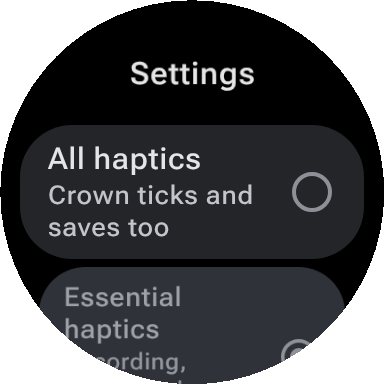 Settings
All haptics
Crown ticks and
saves too
Essential
haptics